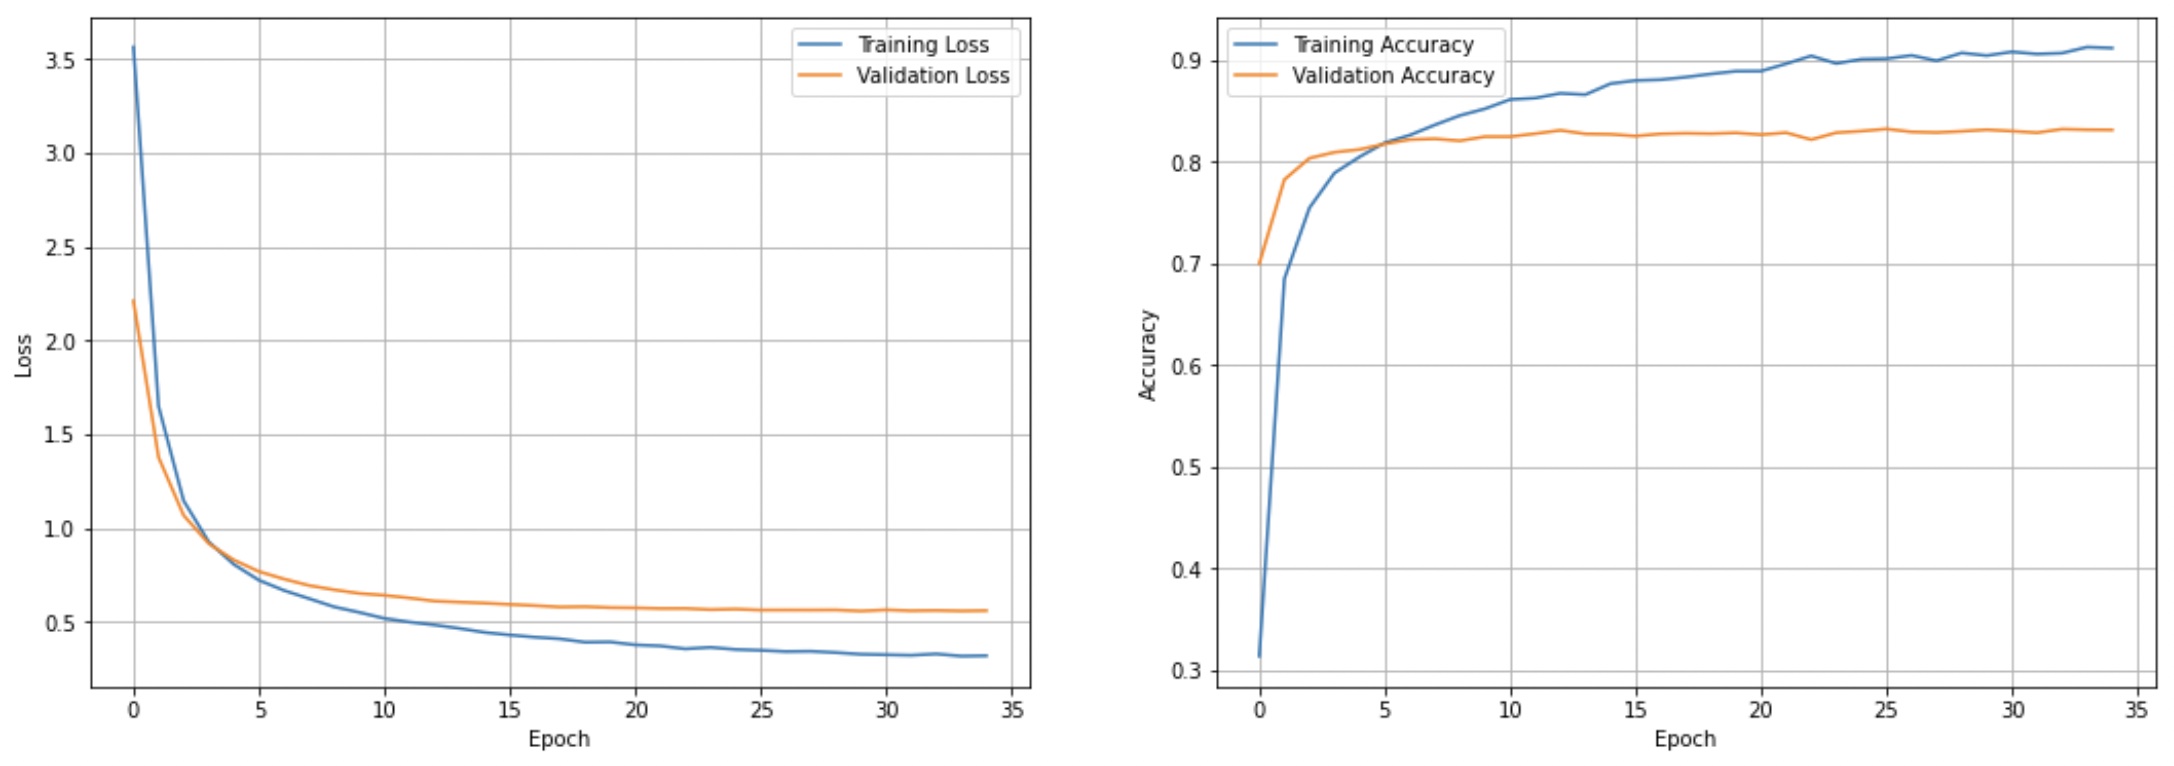 Training Loss
Validation Loss
3.5
3.0
2.5
2.0
1.5
1.0
0.5
Loss
0 5 10 15 20 25 30 35
Epoch
Training Accuracy
Validation Accuracy
0.9
0.8
0.7
0.6
0.5
0.4
0.3
Accuracy
0 5 10 15 20 25 30 35
Epoch